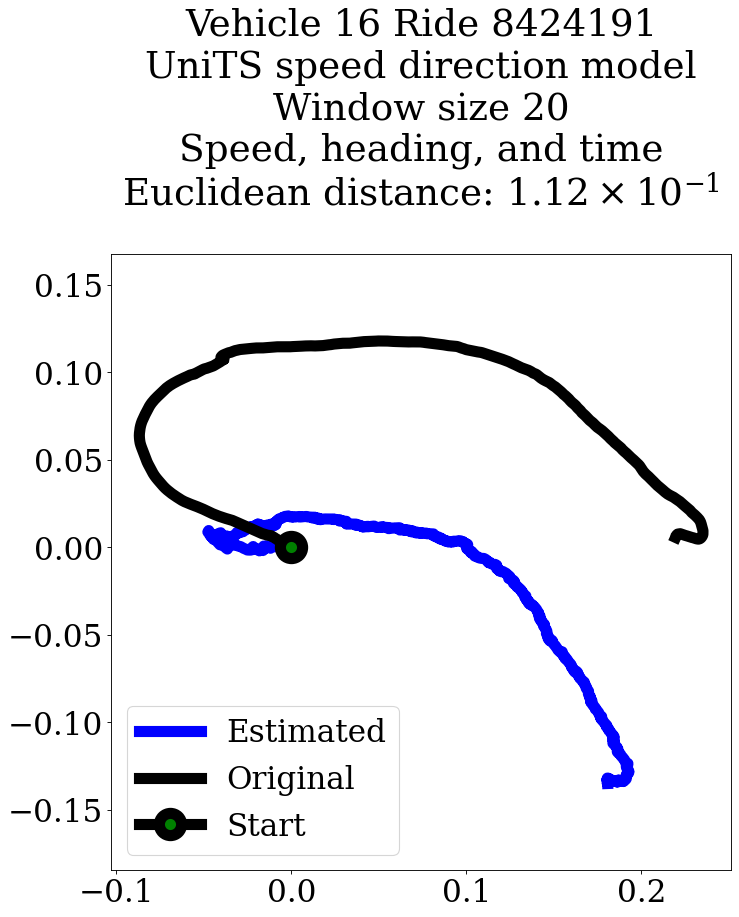 Vehicle 16 Ride 8424191
UniTS speed direction model
Window size 20
Speed, heading, and time
Euclidean distance: $1.12 \times 10^{-1}$
0.15
0.10
0.05
0.00
−0.05
−0.10
−0.15
Estimated
Original
Start
−0.1
0.0
0.1
0.2